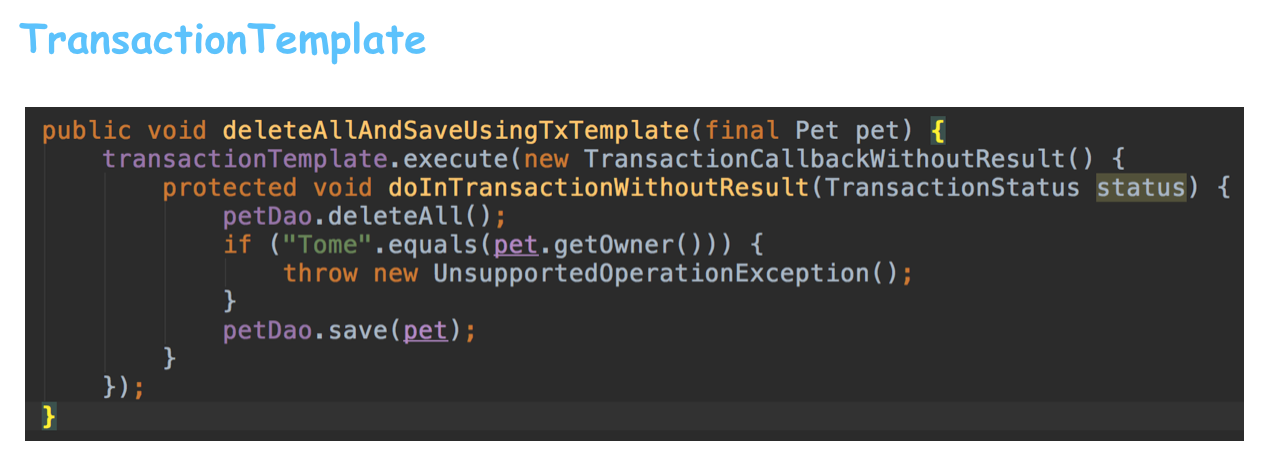 TransactionTemplate
public void deleteAllAndSaveUsingTxTemplate(final Pet pet) {
    transactionTemplate.execute(new TransactionCallbackWithoutResult() {
        protected void doInTransactionWithoutResult(TransactionStatus status) {
            petDao.deleteAll();
            if ("Tome".equals(pet.getOwner())) {
                throw new UnsupportedOperationException();
            }
            petDao.save(pet);
        }
    });
}